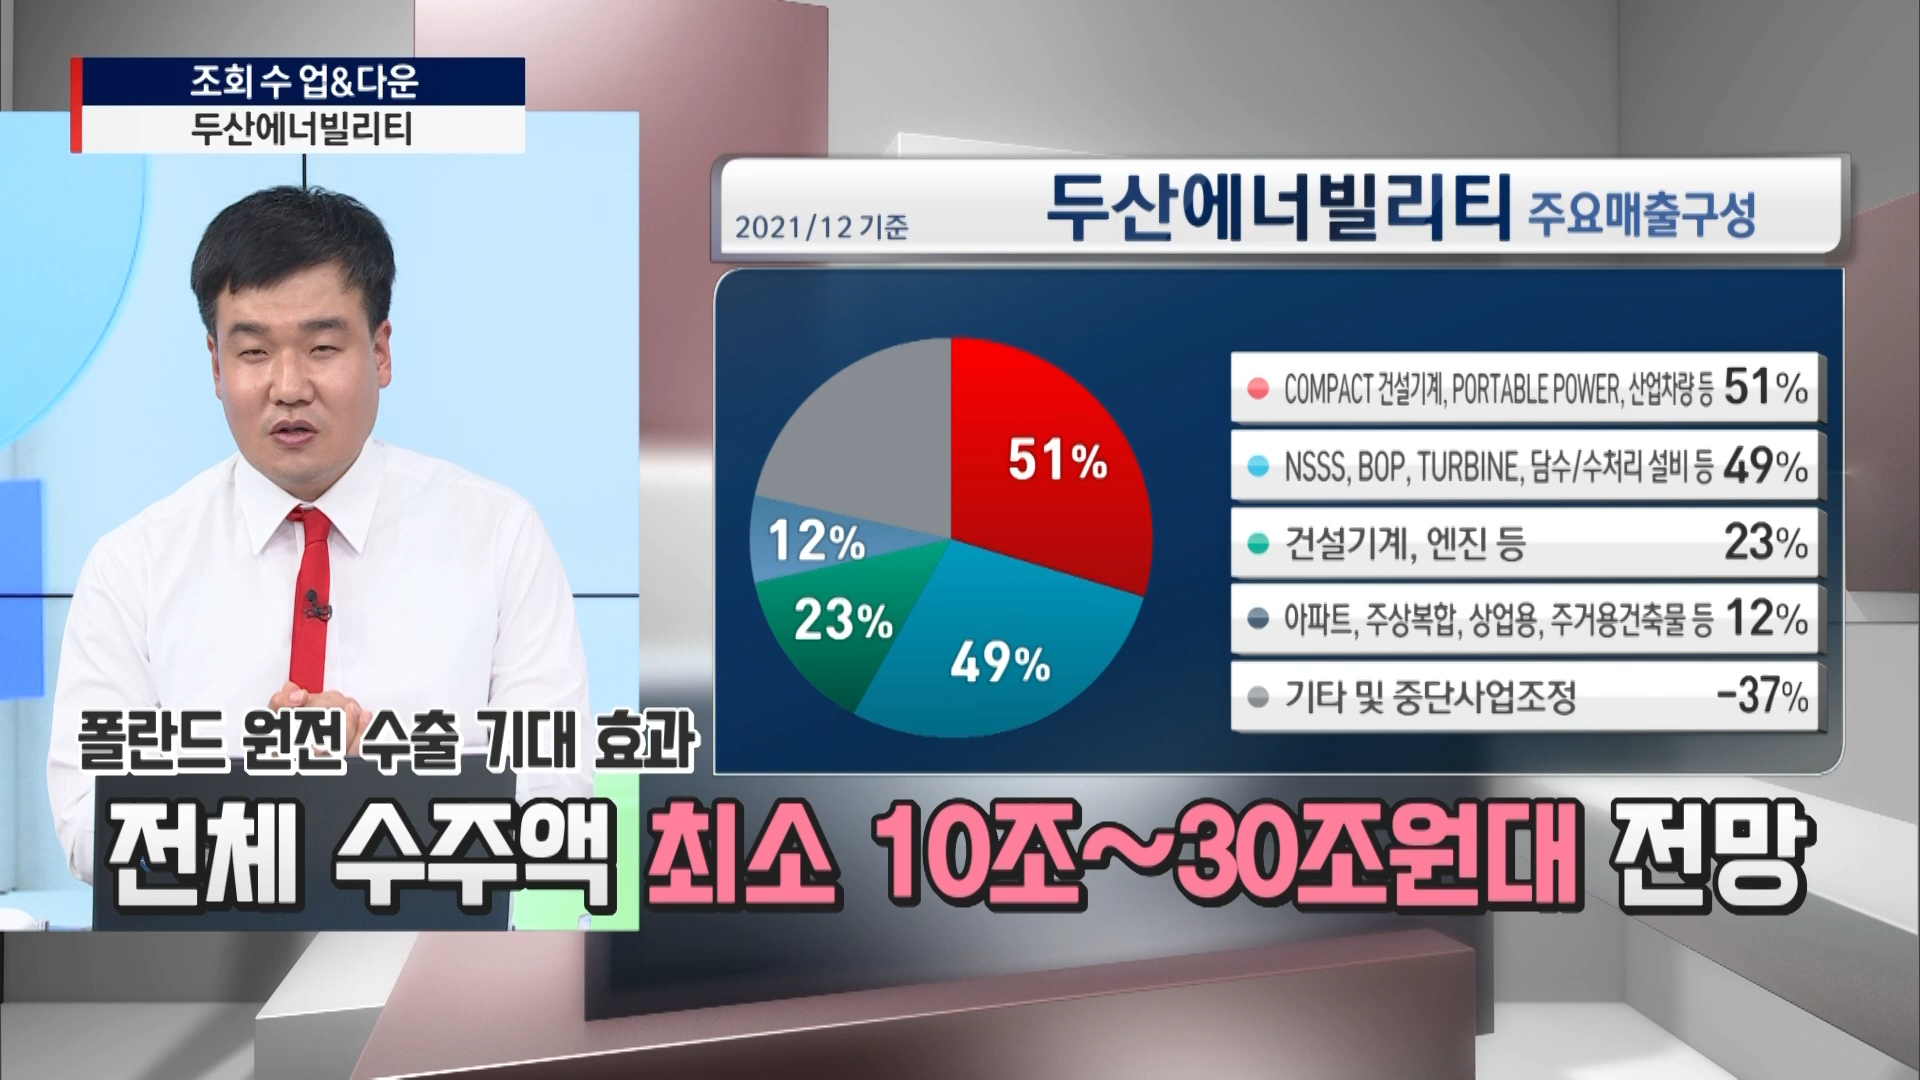 조회 수 업&다운
두산에너빌리티
2021/12 기준
두산에너빌리티 주요매출구성
51%
49%
23%
12%
COMPACT 건설기계, PORTABLE POWER, 산업차량 등 51%
NSSS, BOP, TURBINE, 담수/수처리 설비 등 49%
건설기계, 엔진 등 23%
아파트, 주상복합, 상업용, 주거용건축물 등 12%
기타 및 중단사업조정 -37%
폴란드 원전 수출 기대 효과
전체 수주액 최소 10조~30조원대 전망